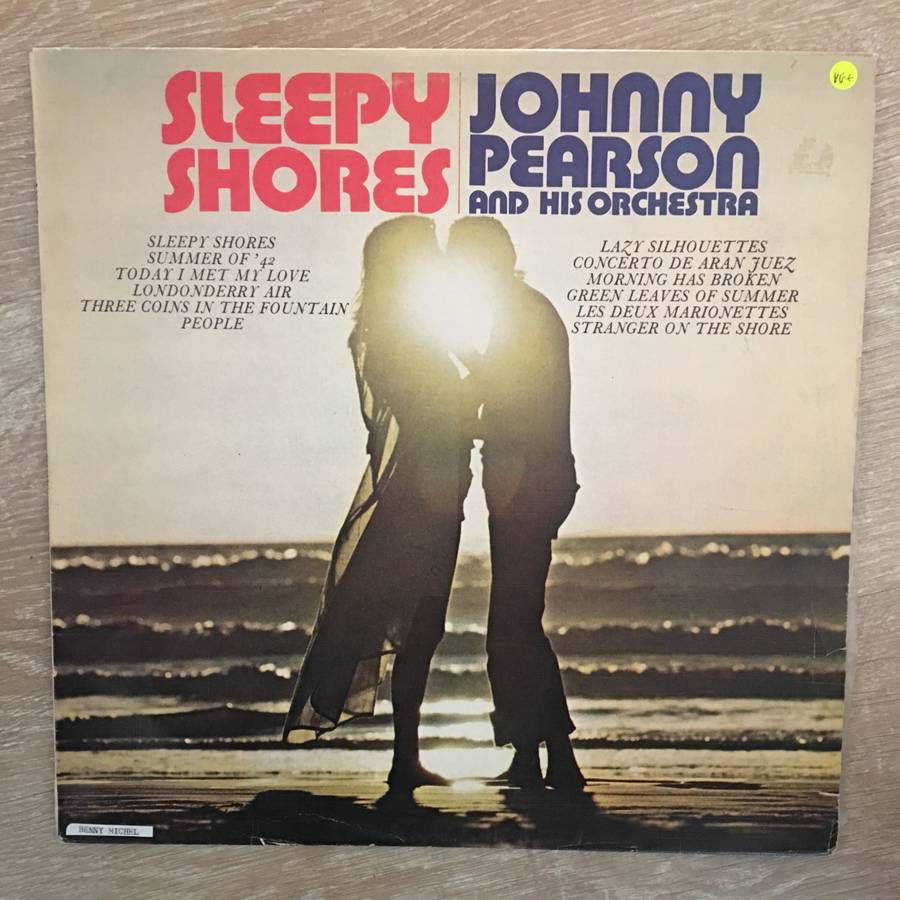 SLEEPY
SHORES
JOHNNY
PEARSON
AND HIS ORCHESTRA
SLEEPY SHORES
SUMMER OF '42
TODAY I MET MY LOVE
LONDONDERRY AIR
THREE COINS IN THE FOUNTAIN
PEOPLE
LAZY SILHOUETTES
CONCERTO DE ARAN JUEZ
MORNING HAS BROKEN
GREEN LEAVES OF SUMMER
LES DEUX MARIONETTES
STRANGER ON THE SHORE
VG+
BENNY MICHEL